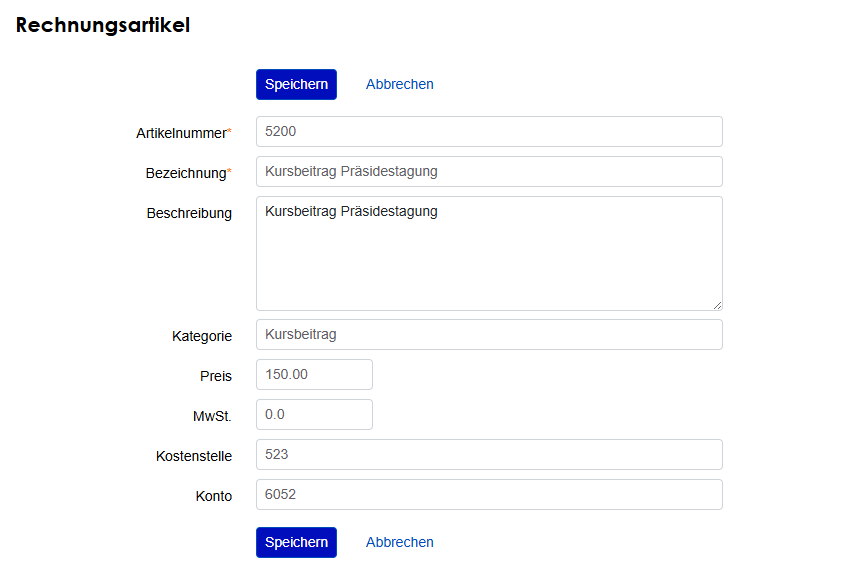 Rechnungsartikel
Speichern Abbrechen
Artikelnummer* 5200
Bezeichnung* Kursbeitrag Präsidestagung
Beschreibung Kursbeitrag Präsidestagung
Kategorie Kursbeitrag
Preis 150.00
MwSt. 0.0
Kostenstelle 523
Konto 6052
Speichern Abbrechen